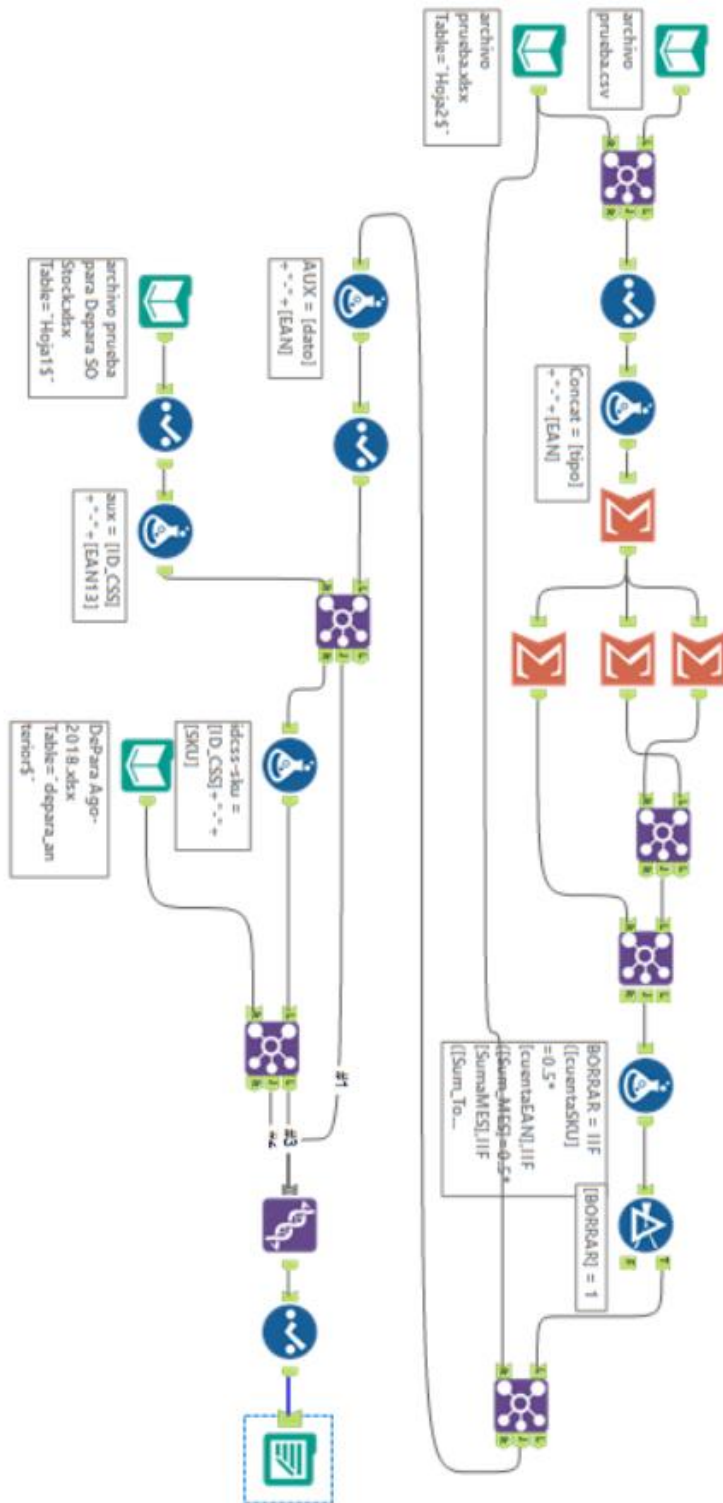 archivo
prueba.csv
archivo
prueba.xlsx
Table=`Hoja2$`
L
R
L
J
R
Concat = [tipo]
+"-"+[EAN]
L
R
L
J
R
L
R
L
J
R
BORRAR = IIF
([cuentaSKU]
=0.5*
[cuentaEAN],IIF
([Sum_MES]=0.5*
[SumaMES],IIF
([Sum_To...
[BORRAR] = 1
T
F
L
R
L
J
R
AUX = [dato]
+"-"+[EAN]
archivo prueba
para Depara SO
Stock.xlsx
Table=`Hoja1$`
aux = [ID_CSS]
+"-"+[EAN13]
L
R
L
J
R
idcss-sku =
[ID_CSS]+"-"+
[SKU]
DePara Ago-
2018.xlsx
Table=`depara_an
terior$`
L
R
L
J
R
#1
#3